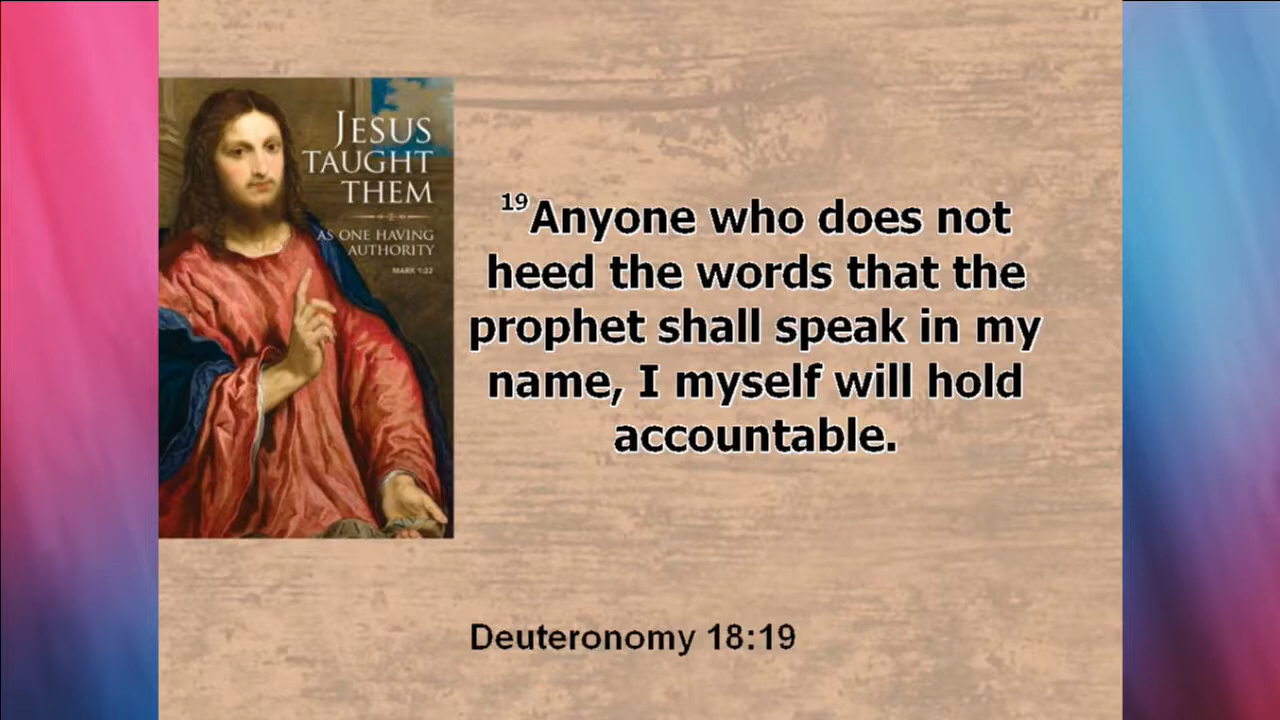 JESUS
TAUGHT
THEM
AS ONE HAVING
AUTHORITY
MARK 1:22
19Anyone who does not
heed the words that the
prophet shall speak in my
name, I myself will hold
accountable.
Deuteronomy 18:19